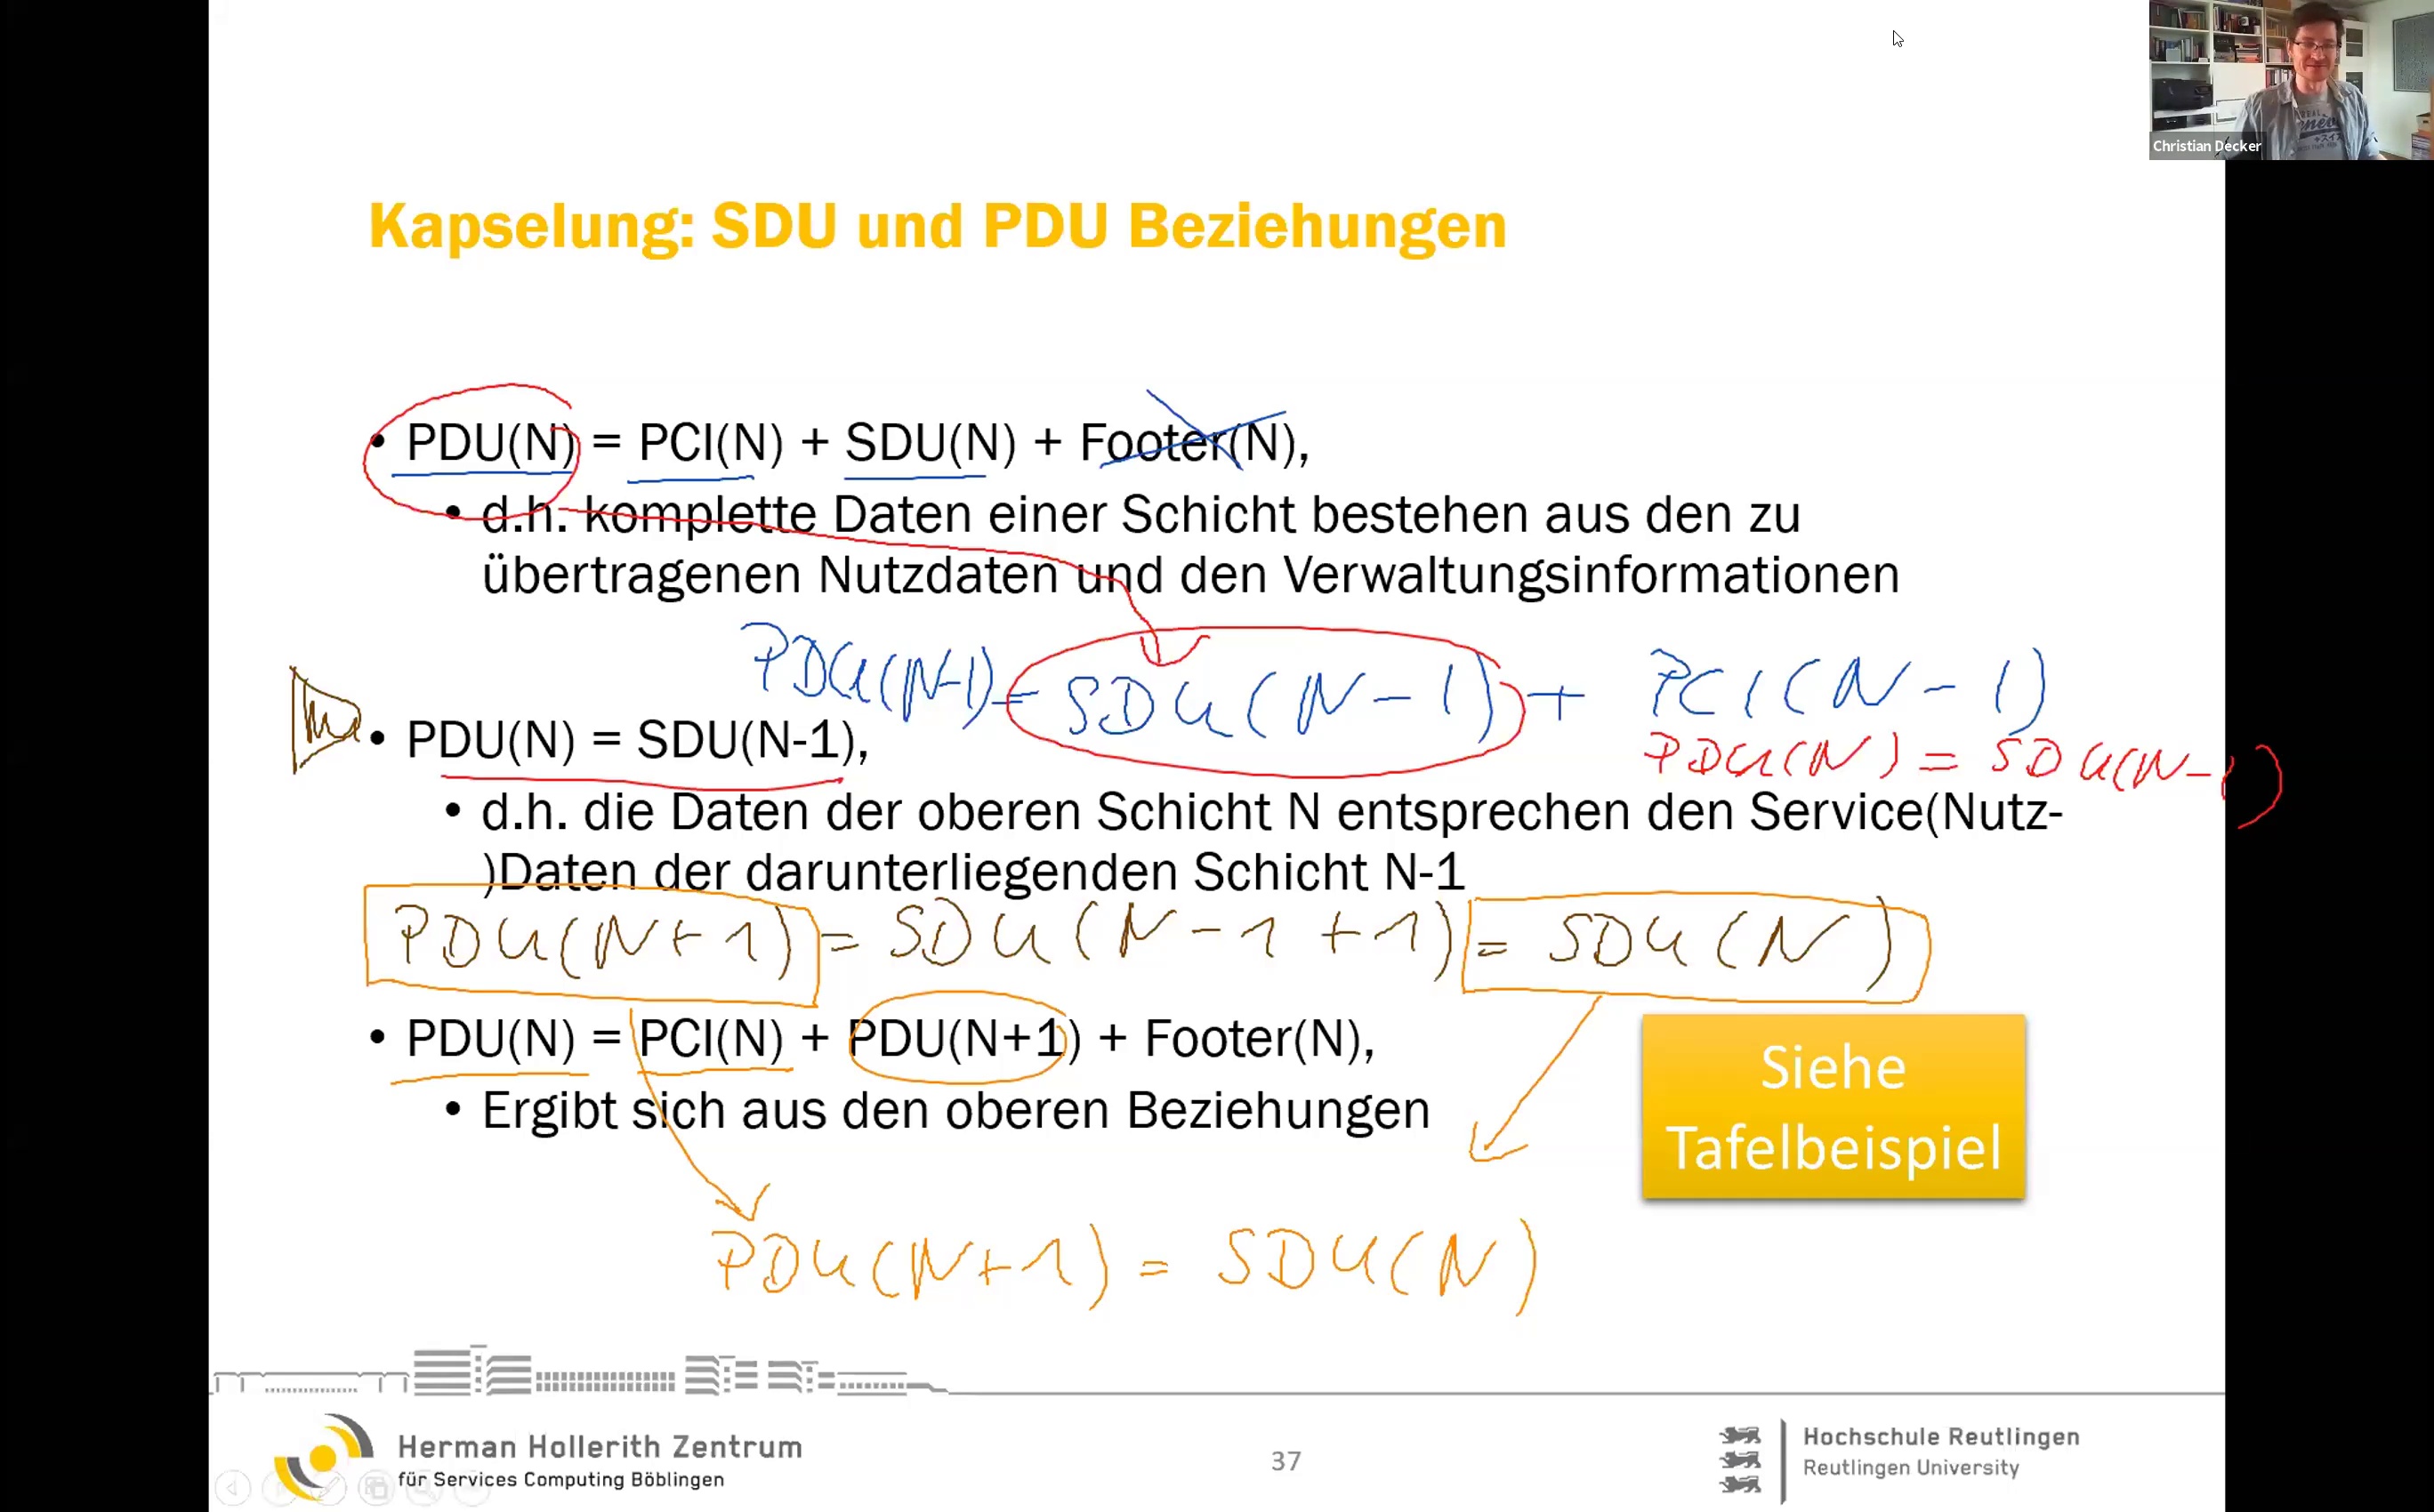 Christian Decker
Kapselung: SDU und PDU Beziehungen
• PDU(N) = PCI(N) + SDU(N) + Footer(N),
• d.h. komplette Daten einer Schicht bestehen aus den zu
übertragenen Nutzdaten und den Verwaltungsinformationen
PDU(N-1) = SDU(N-1) + PCI(N-1)
• PDU(N) = SDU(N-1),
PDU(N) = SDU(N-1)
• d.h. die Daten der oberen Schicht N entsprechen den Service(Nutz-
)Daten der darunterliegenden Schicht N-1
PDU(N+1) = SDU(N-1+1) = SDU(N)
• PDU(N) = PCI(N) + PDU(N+1) + Footer(N),
• Ergibt sich aus den oberen Beziehungen
Siehe
Tafelbeispiel
PDU(N+1) = SDU(N)
Herman Hollerith Zentrum
für Services Computing Böblingen
37
Hochschule Reutlingen
Reutlingen University